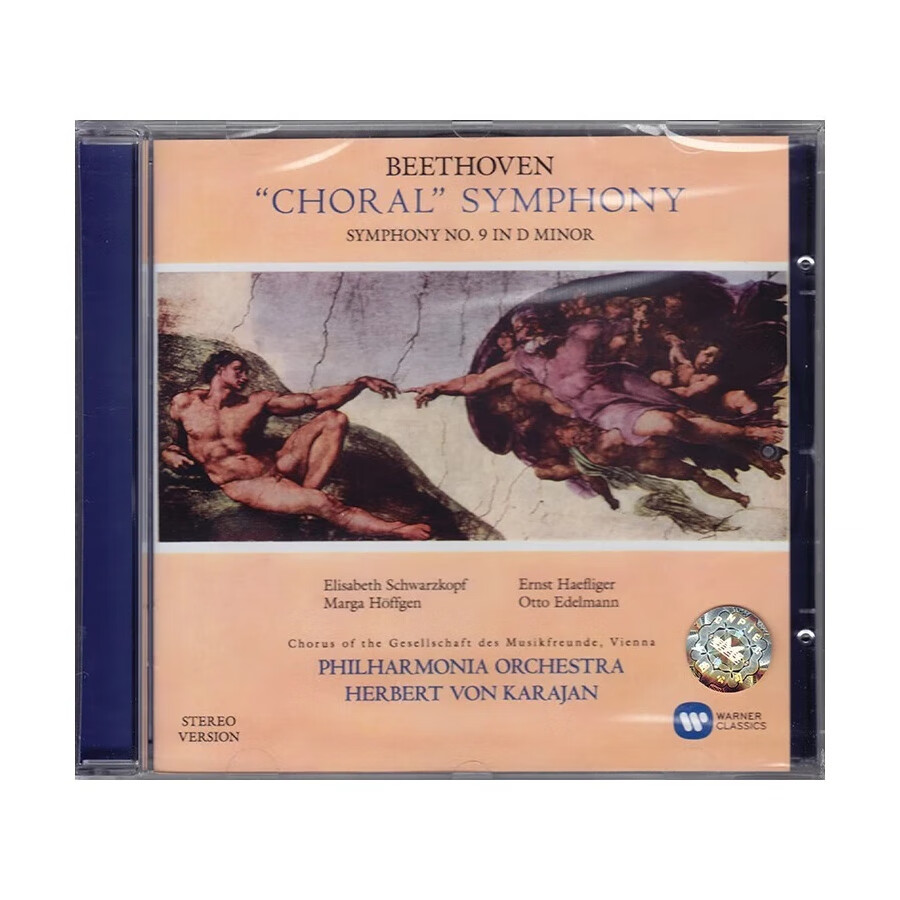 BEETHOVEN
“CHORAL” SYMPHONY
SYMPHONY NO. 9 IN D MINOR
Elisabeth Schwarzkopf
Ernst Haefliger
Marga Höffgen
Otto Edelmann
Chorus of the Gesellschaft des Musikfreunde, Vienna
PHILHARMONIA ORCHESTRA
HERBERT VON KARAJAN
STEREO
VERSION
WARNER
CLASSICS